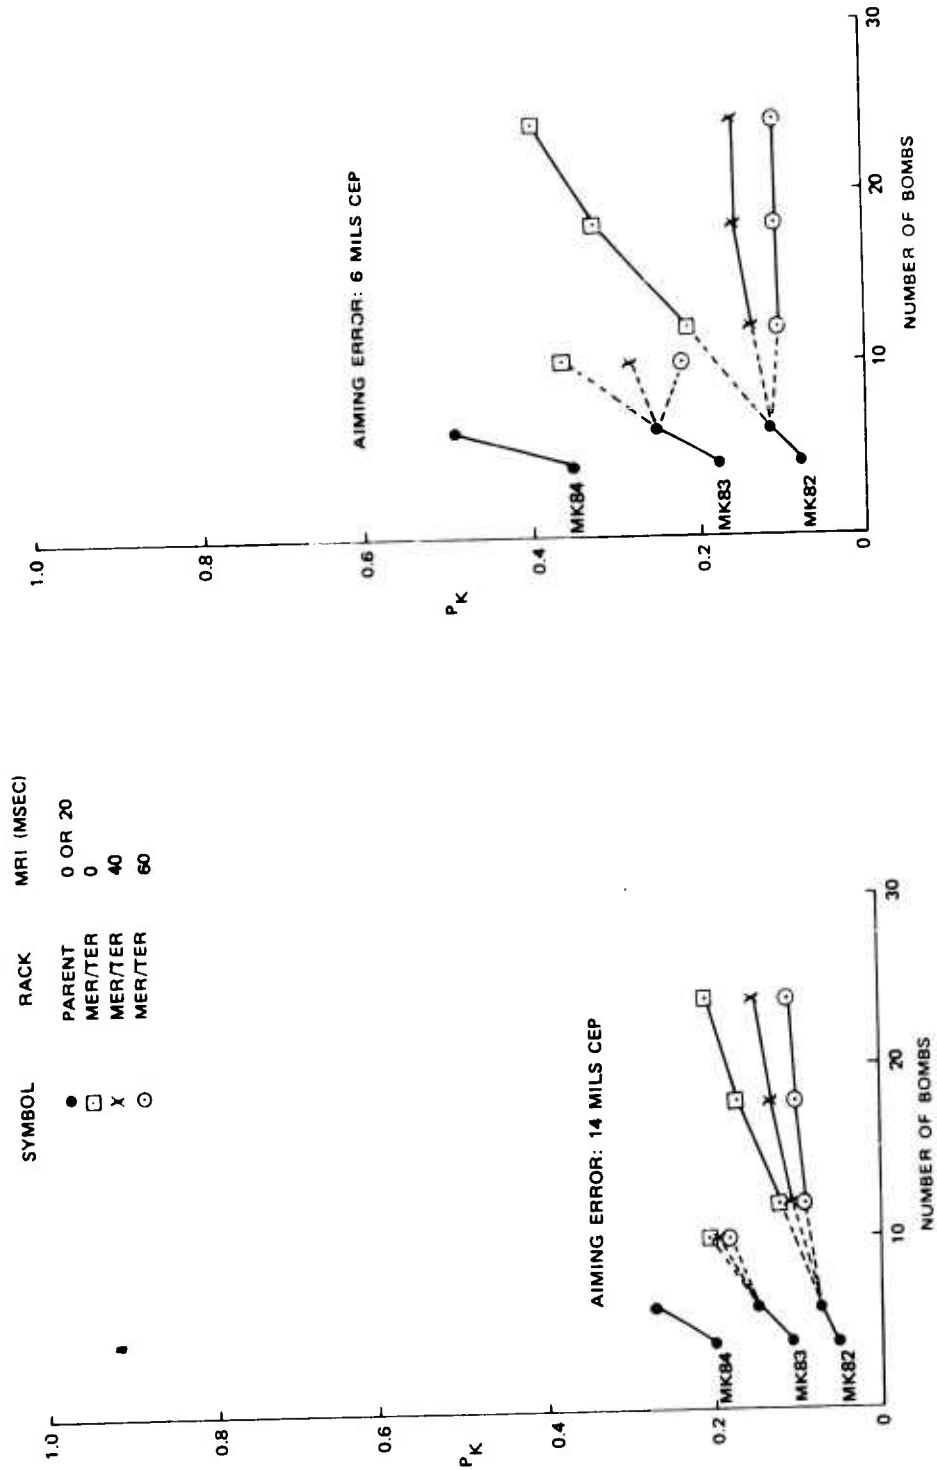 SYMBOL RACK MRI (MSEC)
PARENT 0 OR 20
MER/TER 0
X MER/TER 40
MER/TER 60
AIMING ERROR: 14 MILS CEP
1.0
0.8
0.6
0.4
0.2
0
PK
MK84
MK83
MK82
10
20
30
NUMBER OF BOMBS
AIMING ERROR: 6 MILS CEP
1.0
0.8
0.6
0.4
0.2
0
PK
MK84
MK83
MK82
10
20
30
NUMBER OF BOMBS